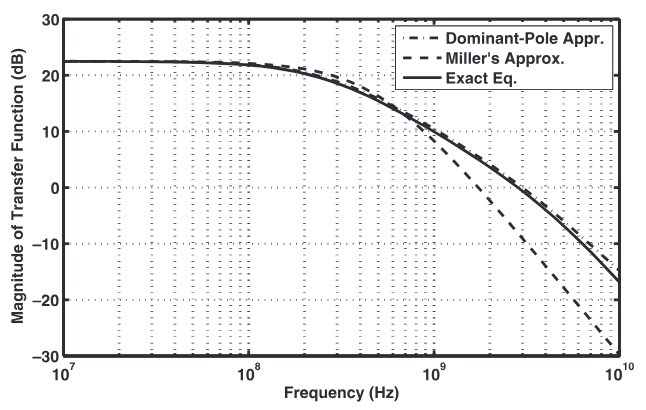 30
20
10
0
−10
−20
−30
Magnitude of Transfer Function (dB)
Dominant-Pole Appr.
Miller's Approx.
Exact Eq.
10^7
10^8
10^9
10^10
Frequency (Hz)